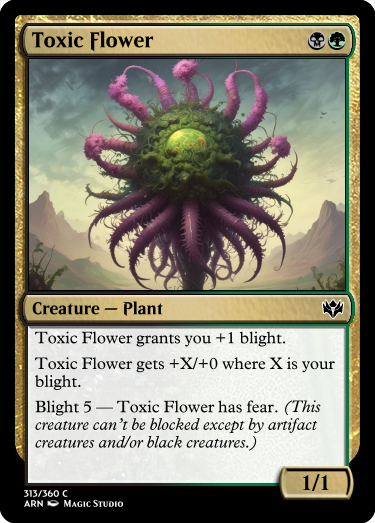 Toxic Flower
Creature — Plant
Toxic Flower grants you +1 blight.
Toxic Flower gets +X/+0 where X is your
blight.
Blight 5 — Toxic Flower has fear. (This
creature can't be blocked except by artifact
creatures and/or black creatures.)
1/1
313/360 C
ARN Magic Studio